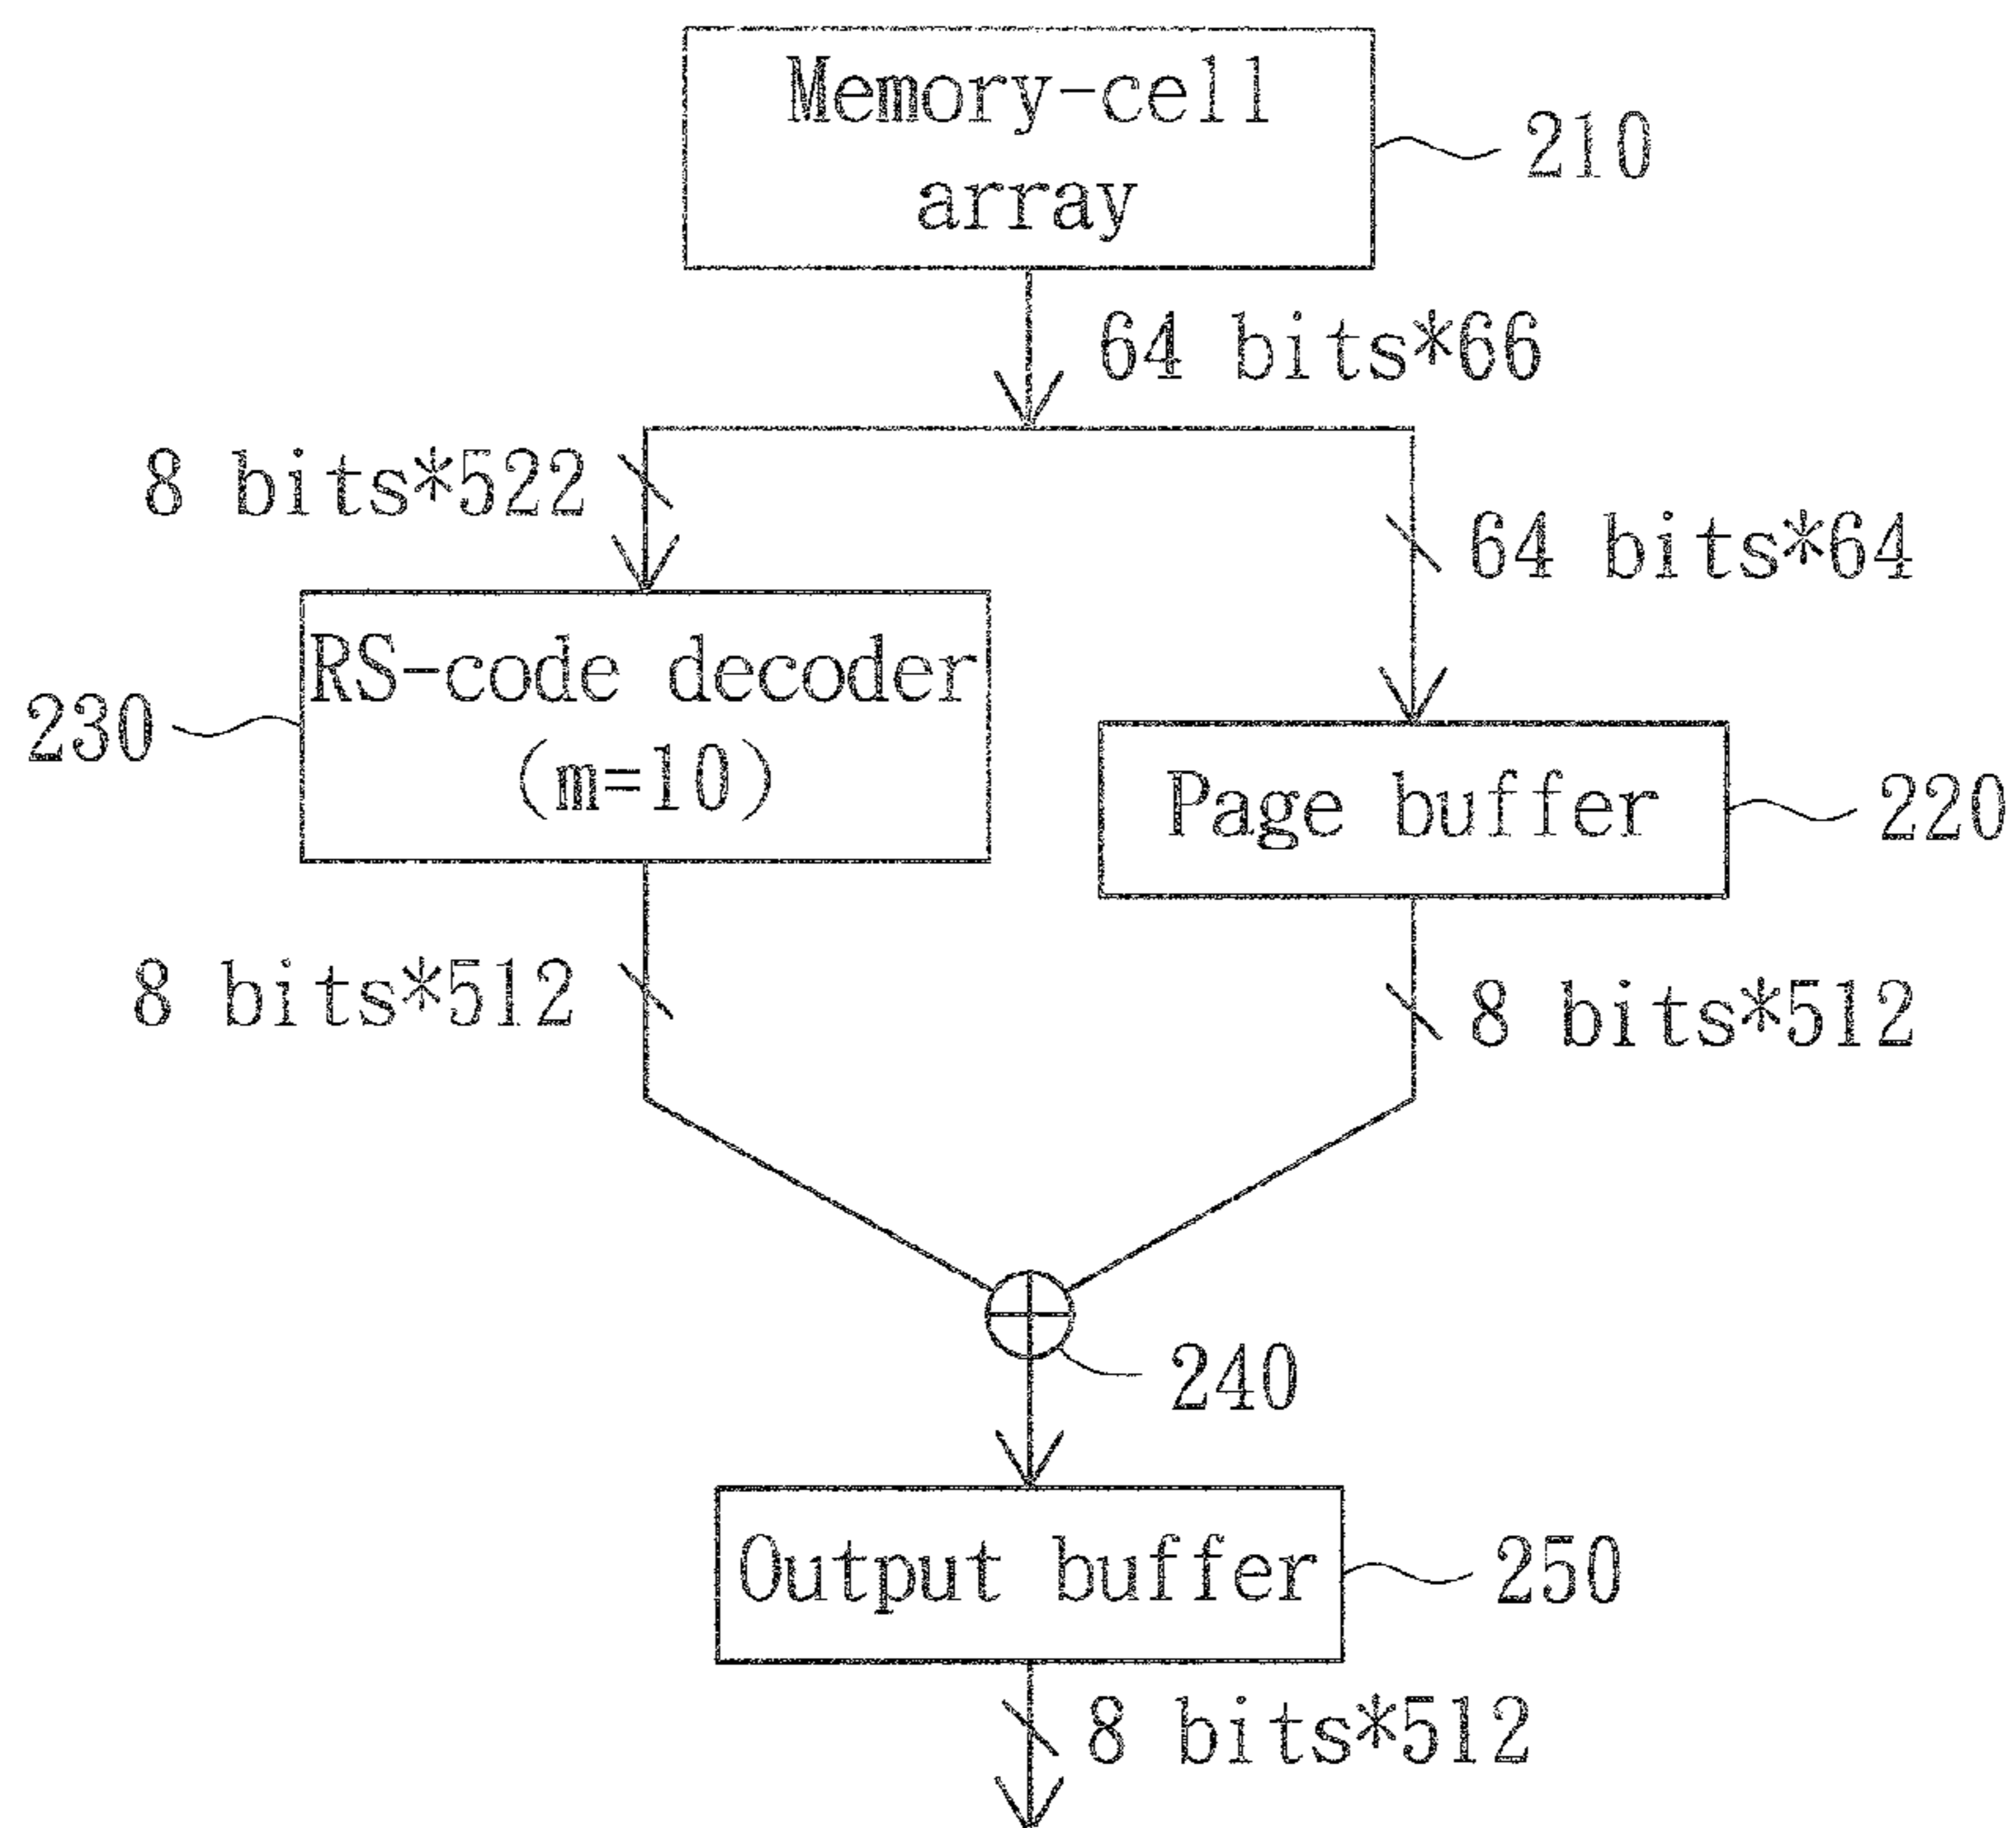 Memory-cell
array
210
64 bits*66
8 bits*522
64 bits*64
RS-code decoder
(m=10)
230
Page buffer
220
8 bits*512
8 bits*512
240
Output buffer
250
8 bits*512